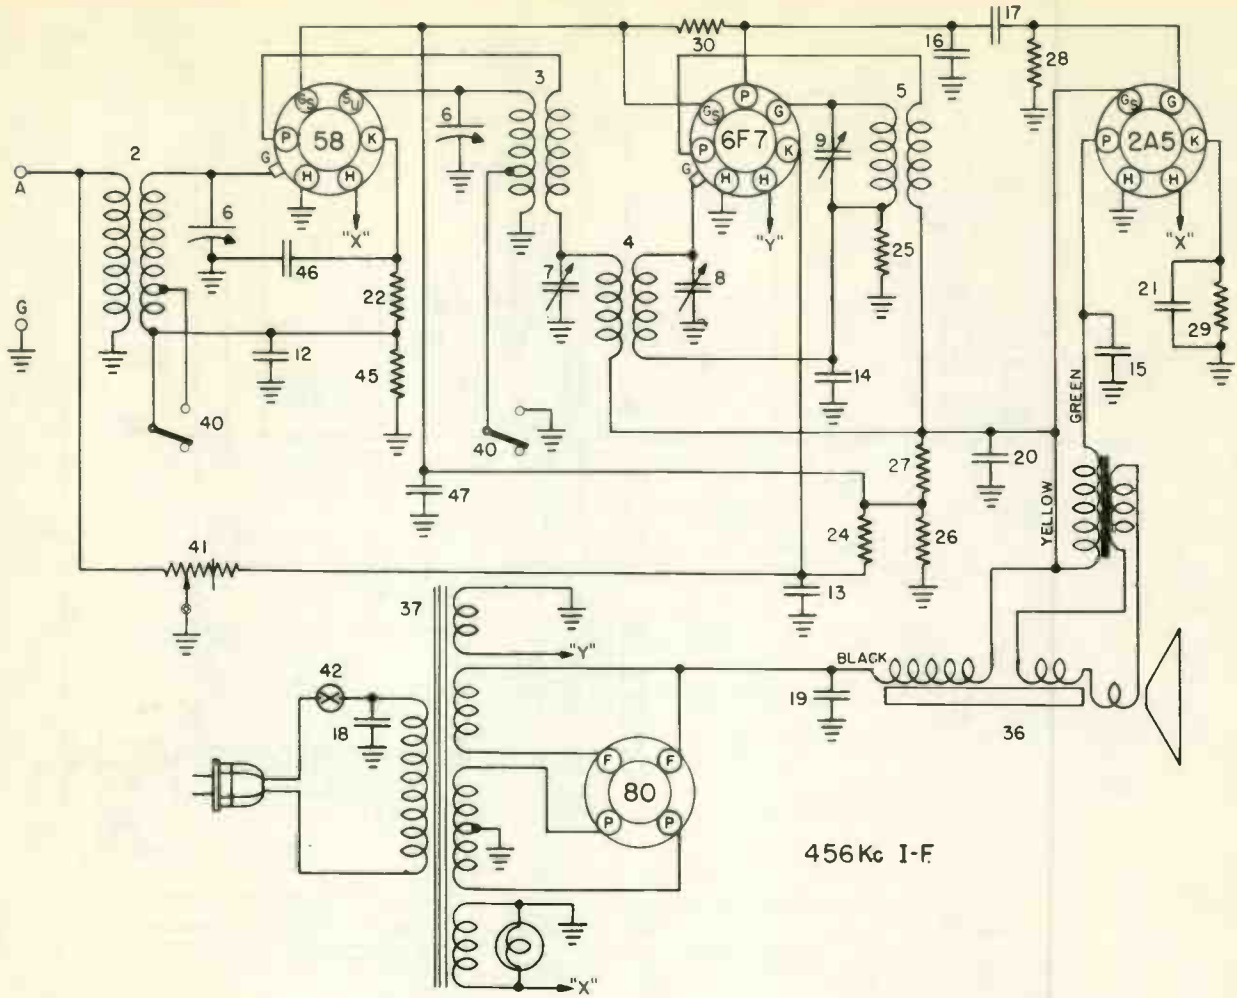 17
30
16
28
3
5
GS SU
P 58 K
G
H H
"X"
6
P
GS G
6F7
P K
G
H H
"Y"
9
GS G
P 2A5 K
H H
"X"
2
A
6
46
22
G
12
45
40
7
4
8
25
14
21
29
15
GREEN
40
47
27
20
24
26
YELLOW
41
13
37
"Y"
42
18
BLACK
19
36
F F
80
P P
456Kc I-F.
"X"